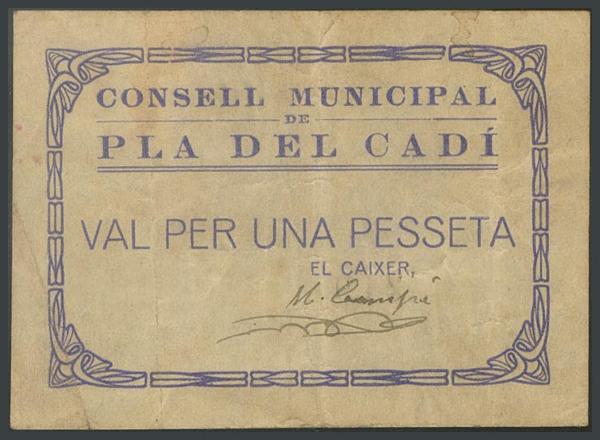 CONSELL MUNICIPAL
DE
PLA DEL CADÍ
VAL PER UNA PESSETA
EL CAIXER,